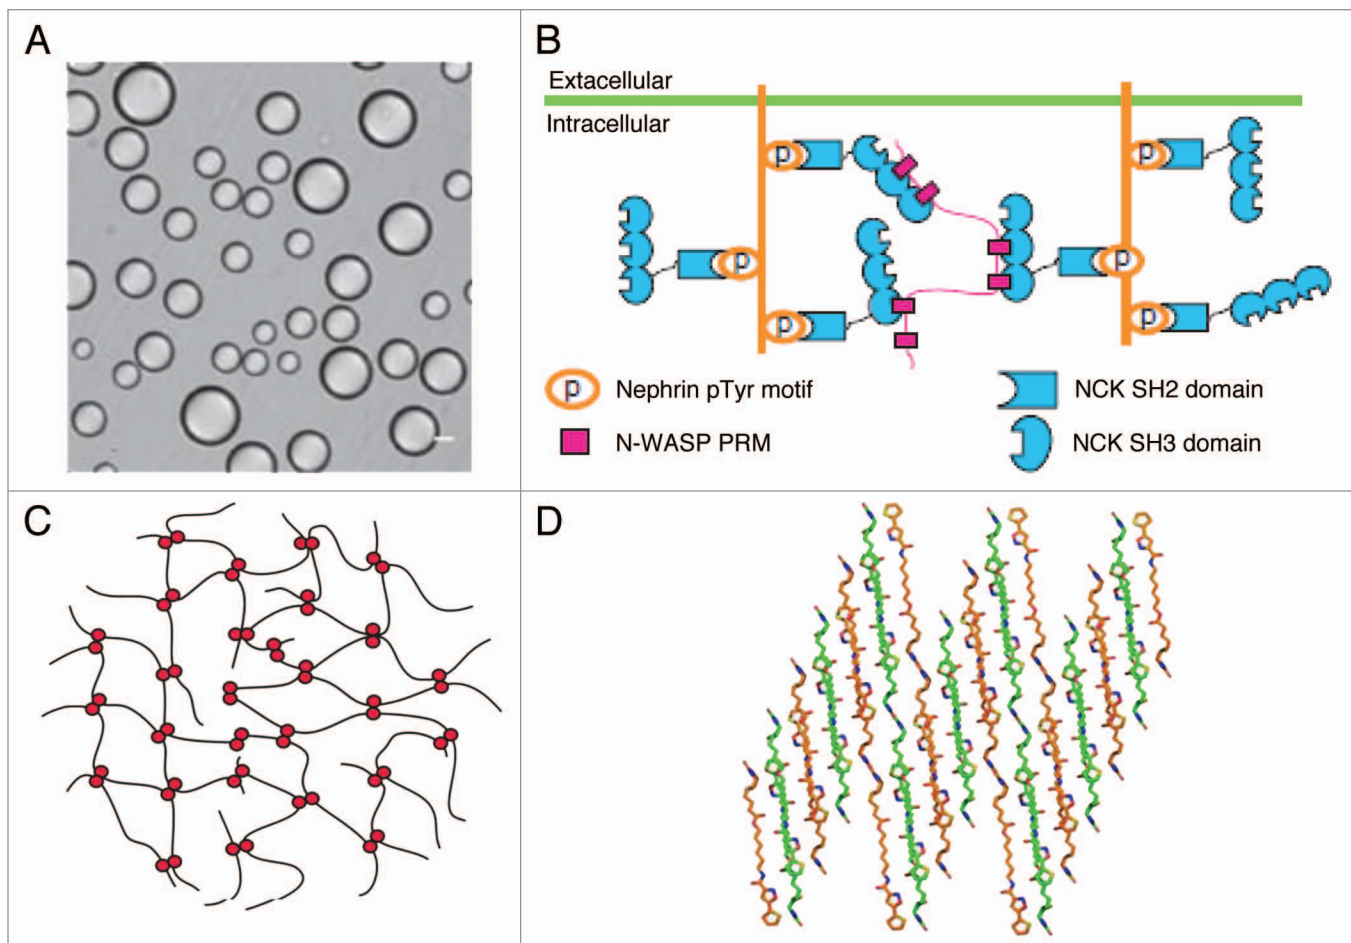 A
B
Extacellular
Intracellular
p
p
p
p
p
p
p
Nephrin pTyr motif
NCK SH2 domain
N-WASP PRM
NCK SH3 domain
C
D